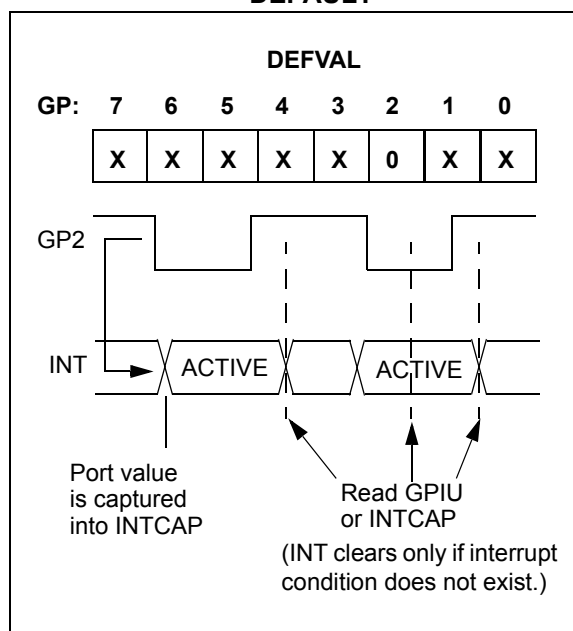 DEFVAL
GP: 7 6 5 4 3 2 1 0
X X X X X 0 X X
GP2
INT ACTIVE ACTIVE
Port value
is captured
into INTCAP
Read GPIU
or INTCAP
(INT clears only if interrupt
condition does not exist.)